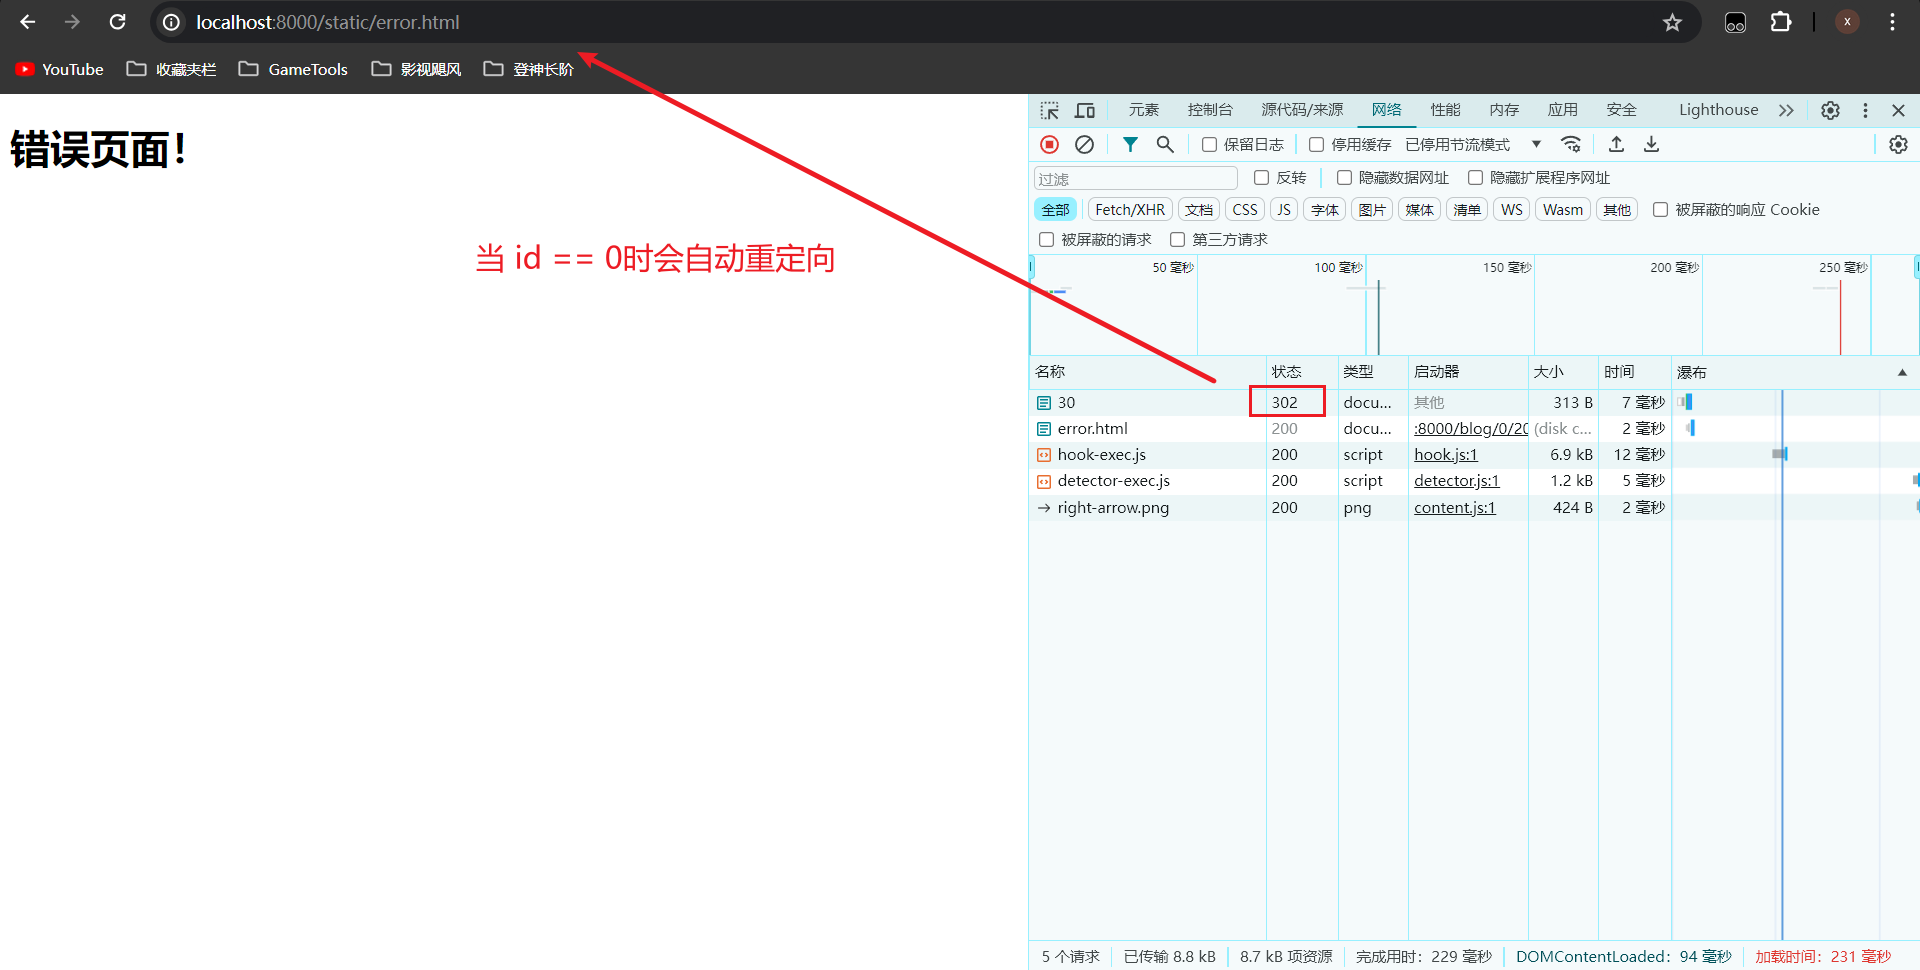 localhost:8000/static/error.html
x
YouTube 收藏夹栏 GameTools 影视飓风 登神长阶
错误页面！
当 id == 0时会自动重定向
元素 控制台 源代码/来源 网络 性能 内存 应用 安全 Lighthouse
保留日志 停用缓存 已停用节流模式
过滤 反转 隐藏数据网址 隐藏扩展程序网址
全部 Fetch/XHR 文档 CSS JS 字体 图片 媒体 清单 WS Wasm 其他 被屏蔽的响应 Cookie
被屏蔽的请求 第三方请求
50 毫秒 100 毫秒 150 毫秒 200 毫秒 250 毫秒
名称 状态 类型 启动器 大小 时间 瀑布
30 302 docu... 其他 313 B 7 毫秒
error.html 200 docu... :8000/blog/0/20 (disk c... 2 毫秒
hook-exec.js 200 script hook.js:1 6.9 kB 12 毫秒
detector-exec.js 200 script detector.js:1 1.2 kB 5 毫秒
right-arrow.png 200 png content.js:1 424 B 2 毫秒
5 个请求 已传输 8.8 kB 8.7 kB 项资源 完成用时：229 毫秒 DOMContentLoaded：94 毫秒 加载时间：231 毫秒